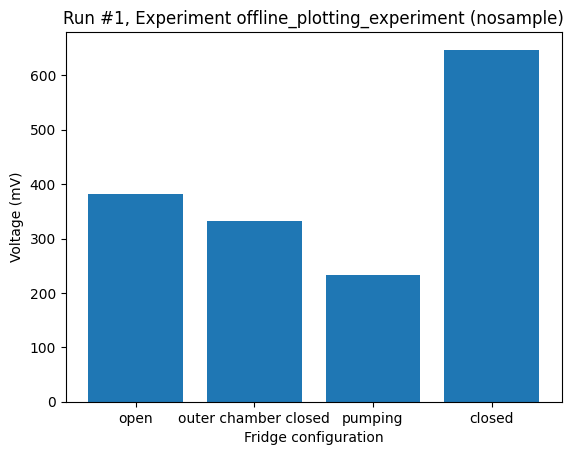 Run #1, Experiment offline_plotting_experiment (nosample)
Voltage (mV)
600
500
400
300
200
100
0
open outer chamber closed pumping closed
Fridge configuration